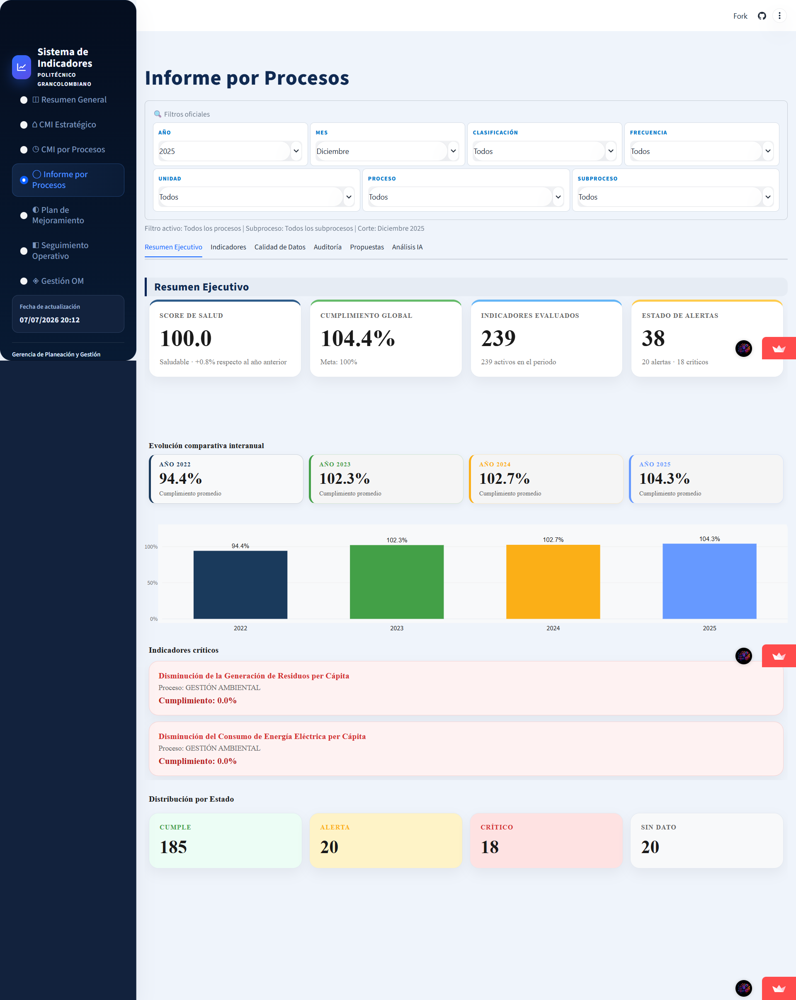 Fork
Sistema de
Indicadores
POLITÉCNICO
GRANCOLOMBIANO
Resumen General
CMI Estratégico
CMI por Procesos
Informe por
Procesos
Plan de
Mejoramiento
Seguimiento
Operativo
Gestión OM
Fecha de actualización
07/07/2026 20:12
Gerencia de Planeación y Gestión
Informe por Procesos
🔍 Filtros oficiales
AÑO
MES
CLASIFICACIÓN
FRECUENCIA
2025
Diciembre
Todos
Todos
UNIDAD
PROCESO
SUBPROCESO
Todos
Todos
Todos
Filtro activo: Todos los procesos | Subproceso: Todos los subprocesos | Corte: Diciembre 2025
Resumen Ejecutivo
Indicadores
Calidad de Datos
Auditoría
Propuestas
Análisis IA
Resumen Ejecutivo
SCORE DE SALUD
100.0
Saludable · +0.8% respecto al año anterior
CUMPLIMIENTO GLOBAL
104.4%
Meta: 100%
INDICADORES EVALUADOS
239
239 activos en el periodo
ESTADO DE ALERTAS
38
20 alertas · 18 criticos
Evolución comparativa interanual
AÑO 2022
94.4%
Cumplimiento promedio
AÑO 2023
102.3%
Cumplimiento promedio
AÑO 2024
102.7%
Cumplimiento promedio
AÑO 2025
104.3%
Cumplimiento promedio
100%
50%
0%
94.4%
102.3%
102.7%
104.3%
2022
2023
2024
2025
Indicadores críticos
Disminución de la Generación de Residuos per Cápita
Proceso: GESTIÓN AMBIENTAL
Cumplimiento: 0.0%
Disminución del Consumo de Energía Eléctrica per Cápita
Proceso: GESTIÓN AMBIENTAL
Cumplimiento: 0.0%
Distribución por Estado
CUMPLE
185
ALERTA
20
CRÍTICO
18
SIN DATO
20